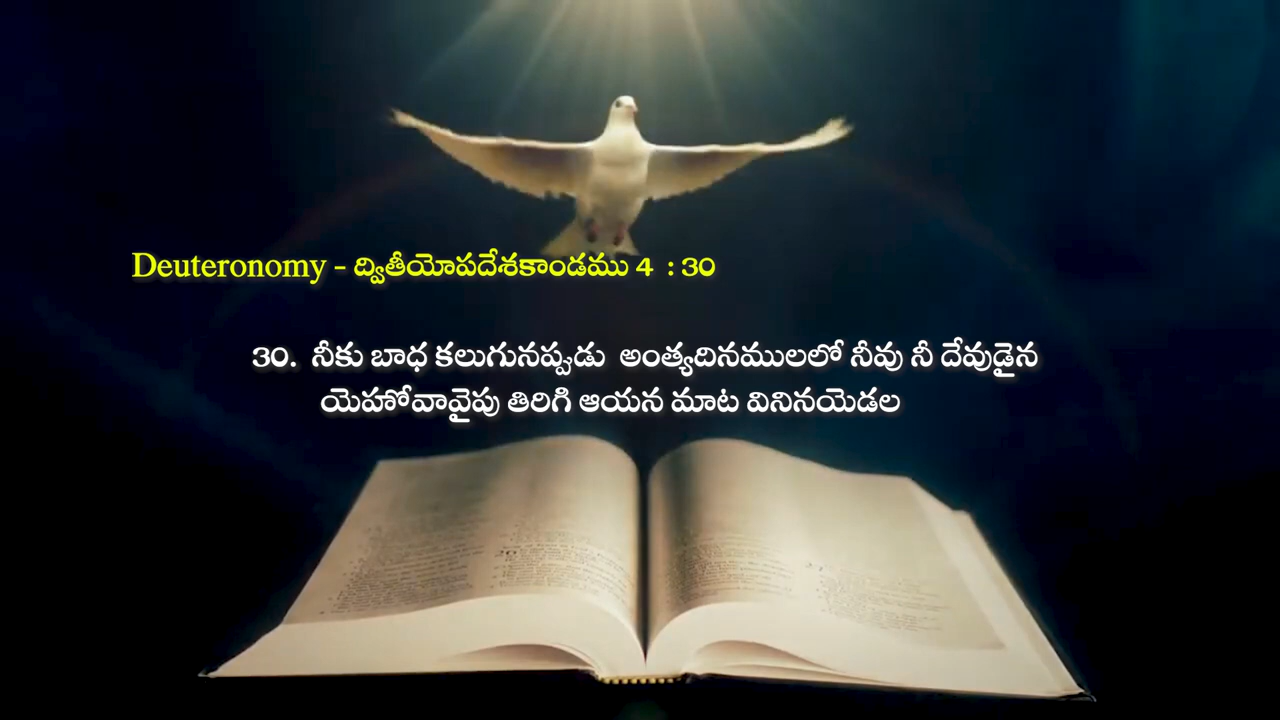 Deuteronomy - ద్వితీయోపదేశకాండము 4 : 30
30. నీకు బాధ కలుగునప్పుడు అంత్యదినములలో నీవు నీ దేవుడైన
యెహోవావైపు తిరిగి ఆయన మాట వినినయెడల